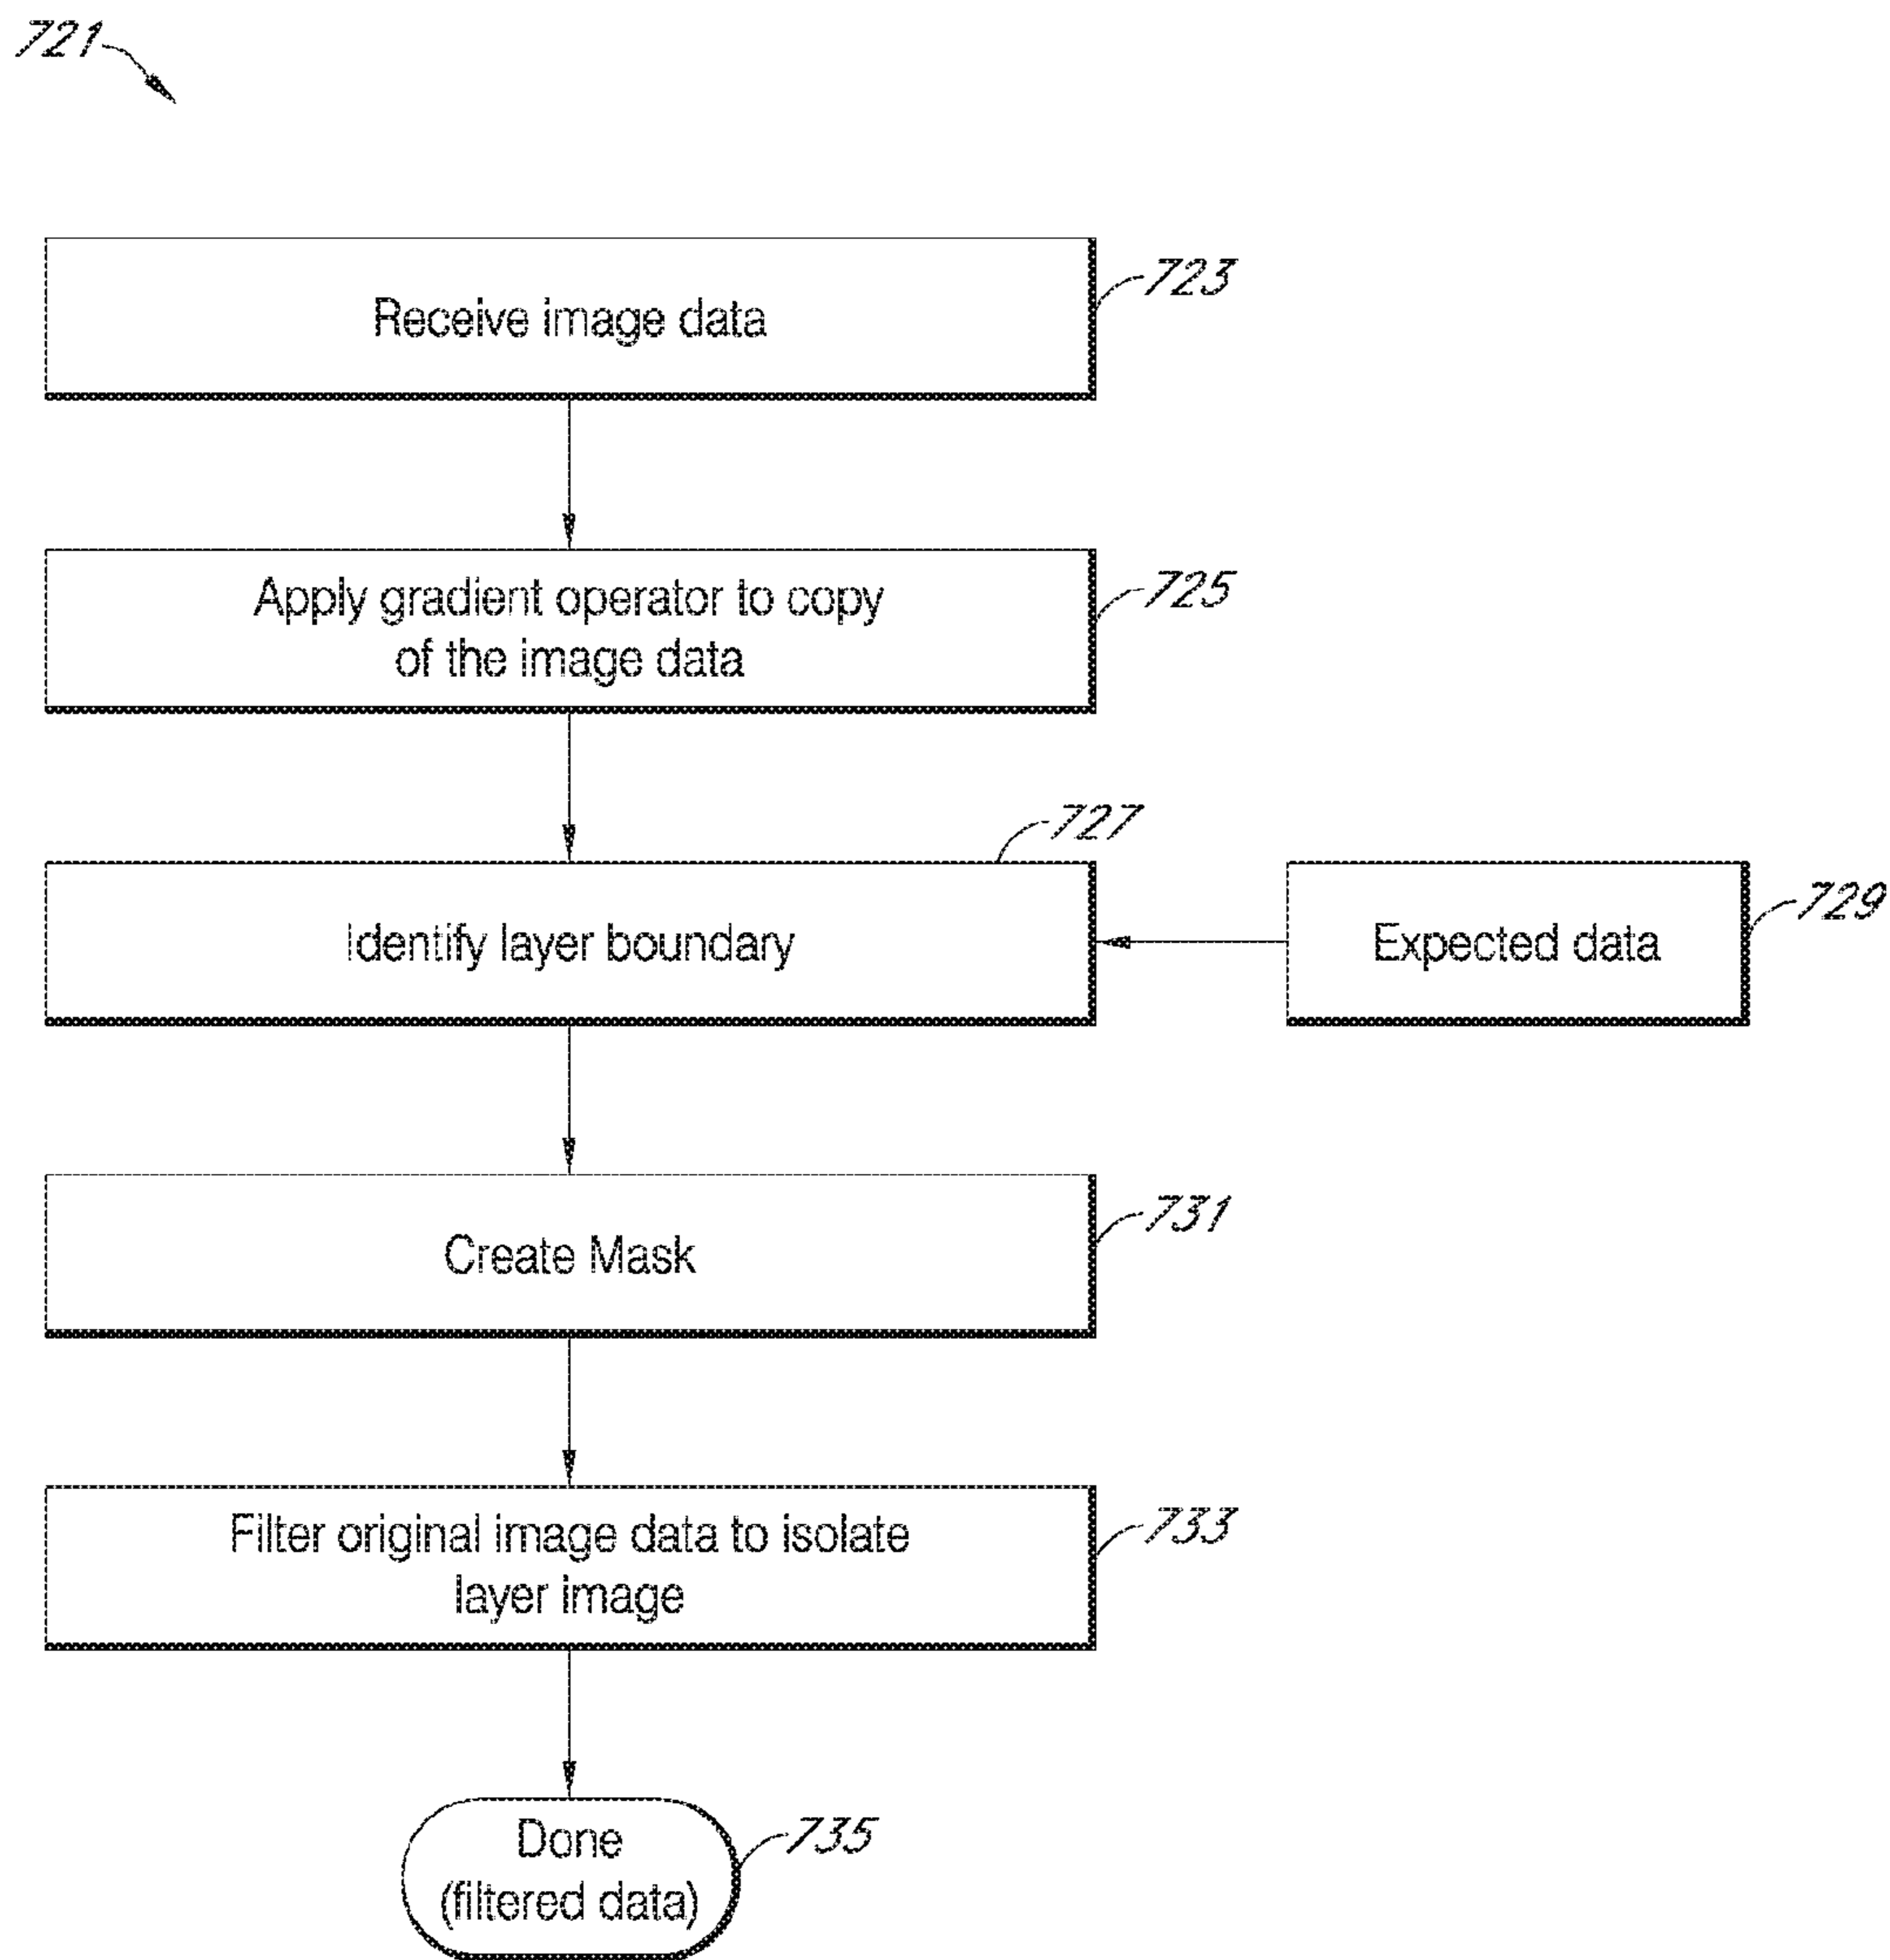 721
Receive image data
723
Apply gradient operator to copy
of the image data
725
727
Identify layer boundary
Expected data
729
Create Mask
731
Filter original image data to isolate
layer image
733
Done
(filtered data)
735